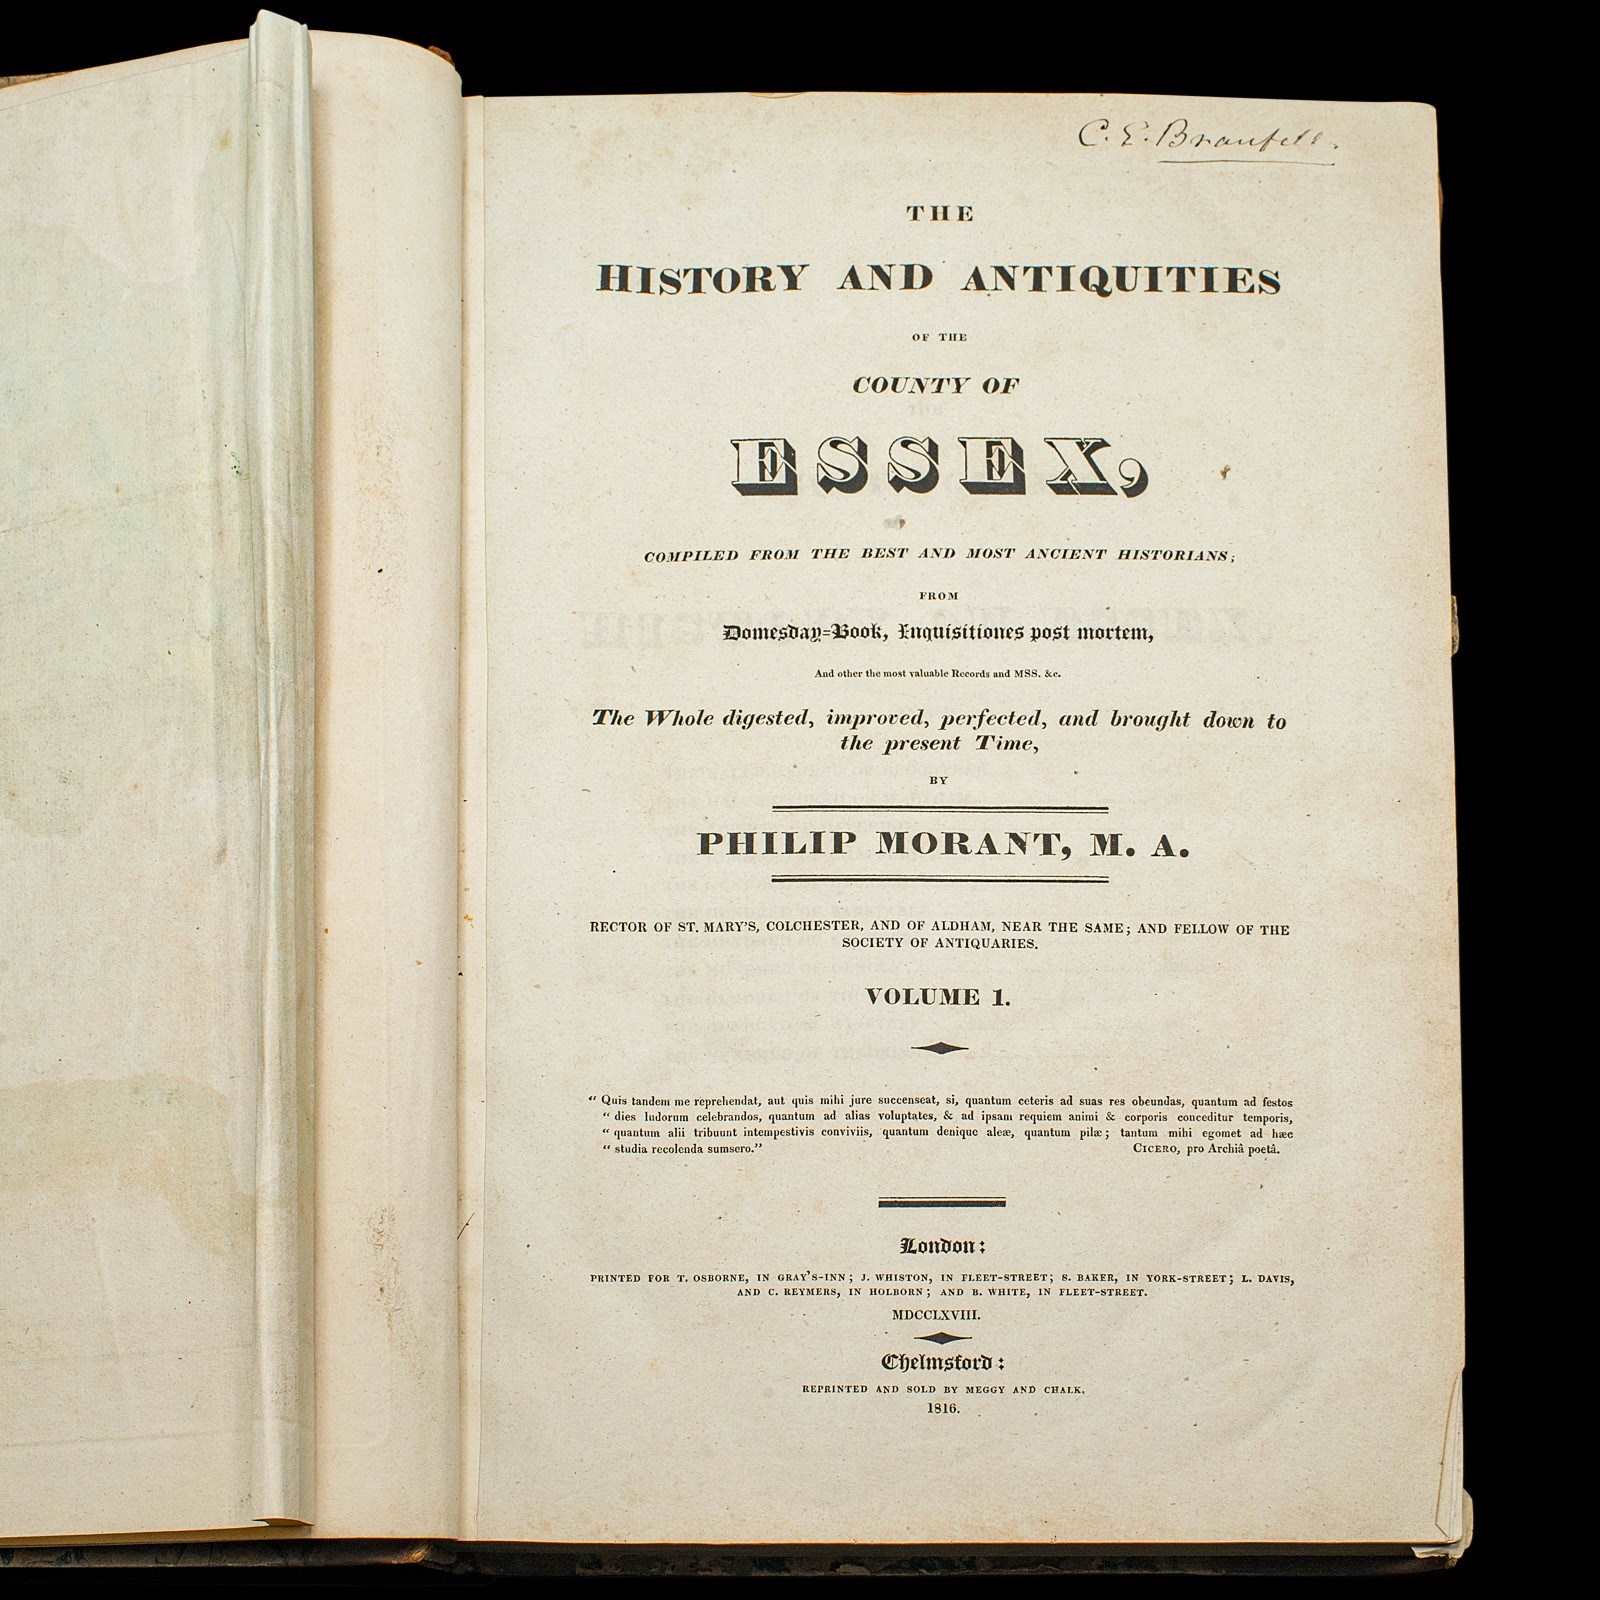 C. E. Branfill.
THE
HISTORY AND ANTIQUITIES
OF THE
COUNTY OF
ESSEX,
COMPILED FROM THE BEST AND MOST ANCIENT HISTORIANS;
FROM
Domesday=Book, Inquisitiones post mortem,
And other the most valuable Records and MSS. &c.
The Whole digested, improved, perfected, and brought down to
the present Time,
BY
PHILIP MORANT, M. A.
RECTOR OF ST. MARY'S, COLCHESTER, AND OF ALDHAM, NEAR THE SAME; AND FELLOW OF THE
SOCIETY OF ANTIQUARIES.
VOLUME 1.
“ Quis tandem me reprehendat, aut quis mihi jure succenseat, si, quantum ceteris ad suas res obeundas, quantum ad festos
“ dies ludorum celebrandos, quantum ad alias voluptates, & ad ipsam requiem animi & corporis conceditur temporis,
“ quantum alii tribuunt intempestivis conviviis, quantum denique aleæ, quantum pilæ; tantum mihi egomet ad hæc
“ studia recolenda sumsero.” CICERO, pro Archiâ poetâ.
London:
PRINTED FOR T. OSBORNE, IN GRAY'S-INN; J. WHISTON, IN FLEET-STREET; S. BAKER, IN YORK-STREET; L. DAVIS,
AND C. REYMERS, IN HOLBORN; AND B. WHITE, IN FLEET-STREET.
MDCCLXVIII.
Chelmsford:
REPRINTED AND SOLD BY MEGGY AND CHALK.
1816.